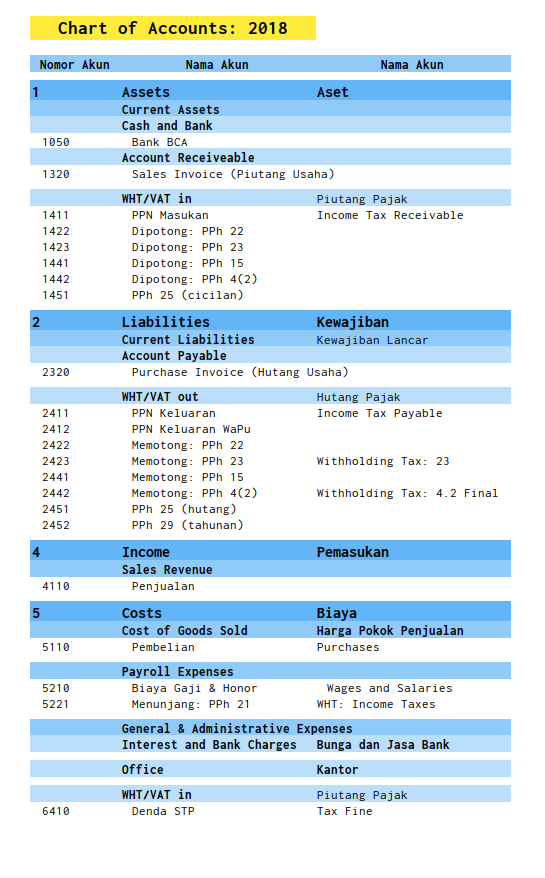 Chart of Accounts: 2018
Nomor Akun Nama Akun Nama Akun
1 Assets Aset
Current Assets
Cash and Bank
1050 Bank BCA
Account Receiveable
1320 Sales Invoice (Piutang Usaha)
WHT/VAT in Piutang Pajak
1411 PPN Masukan Income Tax Receivable
1422 Dipotong: PPh 22
1423 Dipotong: PPh 23
1441 Dipotong: PPh 15
1442 Dipotong: PPh 4(2)
1451 PPh 25 (cicilan)
2 Liabilities Kewajiban
Current Liabilities Kewajiban Lancar
Account Payable
2320 Purchase Invoice (Hutang Usaha)
WHT/VAT out Hutang Pajak
2411 PPN Keluaran Income Tax Payable
2412 PPN Keluaran WaPu
2422 Memotong: PPh 22
2423 Memotong: PPh 23 Withholding Tax: 23
2441 Memotong: PPh 15
2442 Memotong: PPh 4(2) Withholding Tax: 4.2 Final
2451 PPh 25 (hutang)
2452 PPh 29 (tahunan)
4 Income Pemasukan
Sales Revenue
4110 Penjualan
5 Costs Biaya
Cost of Goods Sold Harga Pokok Penjualan
5110 Pembelian Purchases
Payroll Expenses
5210 Biaya Gaji & Honor Wages and Salaries
5221 Menunjang: PPh 21 WHT: Income Taxes
General & Administrative Expenses
Interest and Bank Charges Bunga dan Jasa Bank
Office Kantor
WHT/VAT in Piutang Pajak
6410 Denda STP Tax Fine